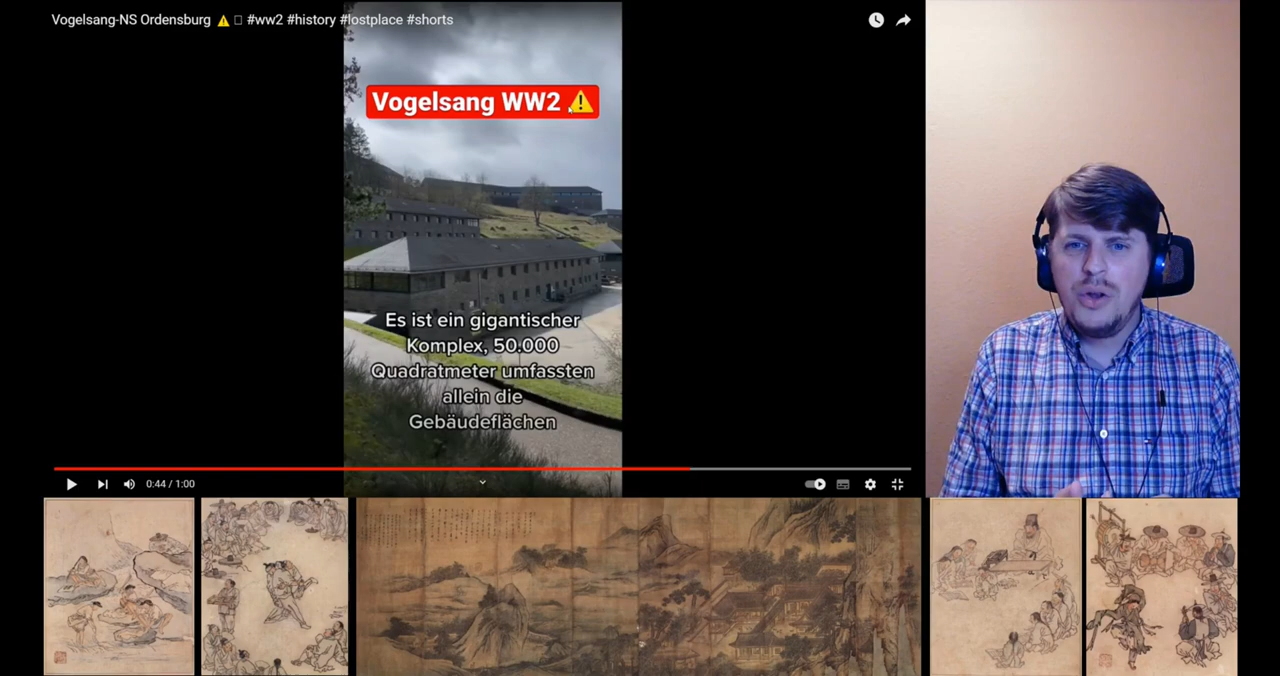 Vogelsang-NS Ordensburg ⚠️ #ww2 #history #lostplace #shorts
Vogelsang WW2 ⚠️
Es ist ein gigantischer
Komplex, 50.000
Quadratmeter umfassten
allein die
Gebäudeflächen
0:44 / 1:00